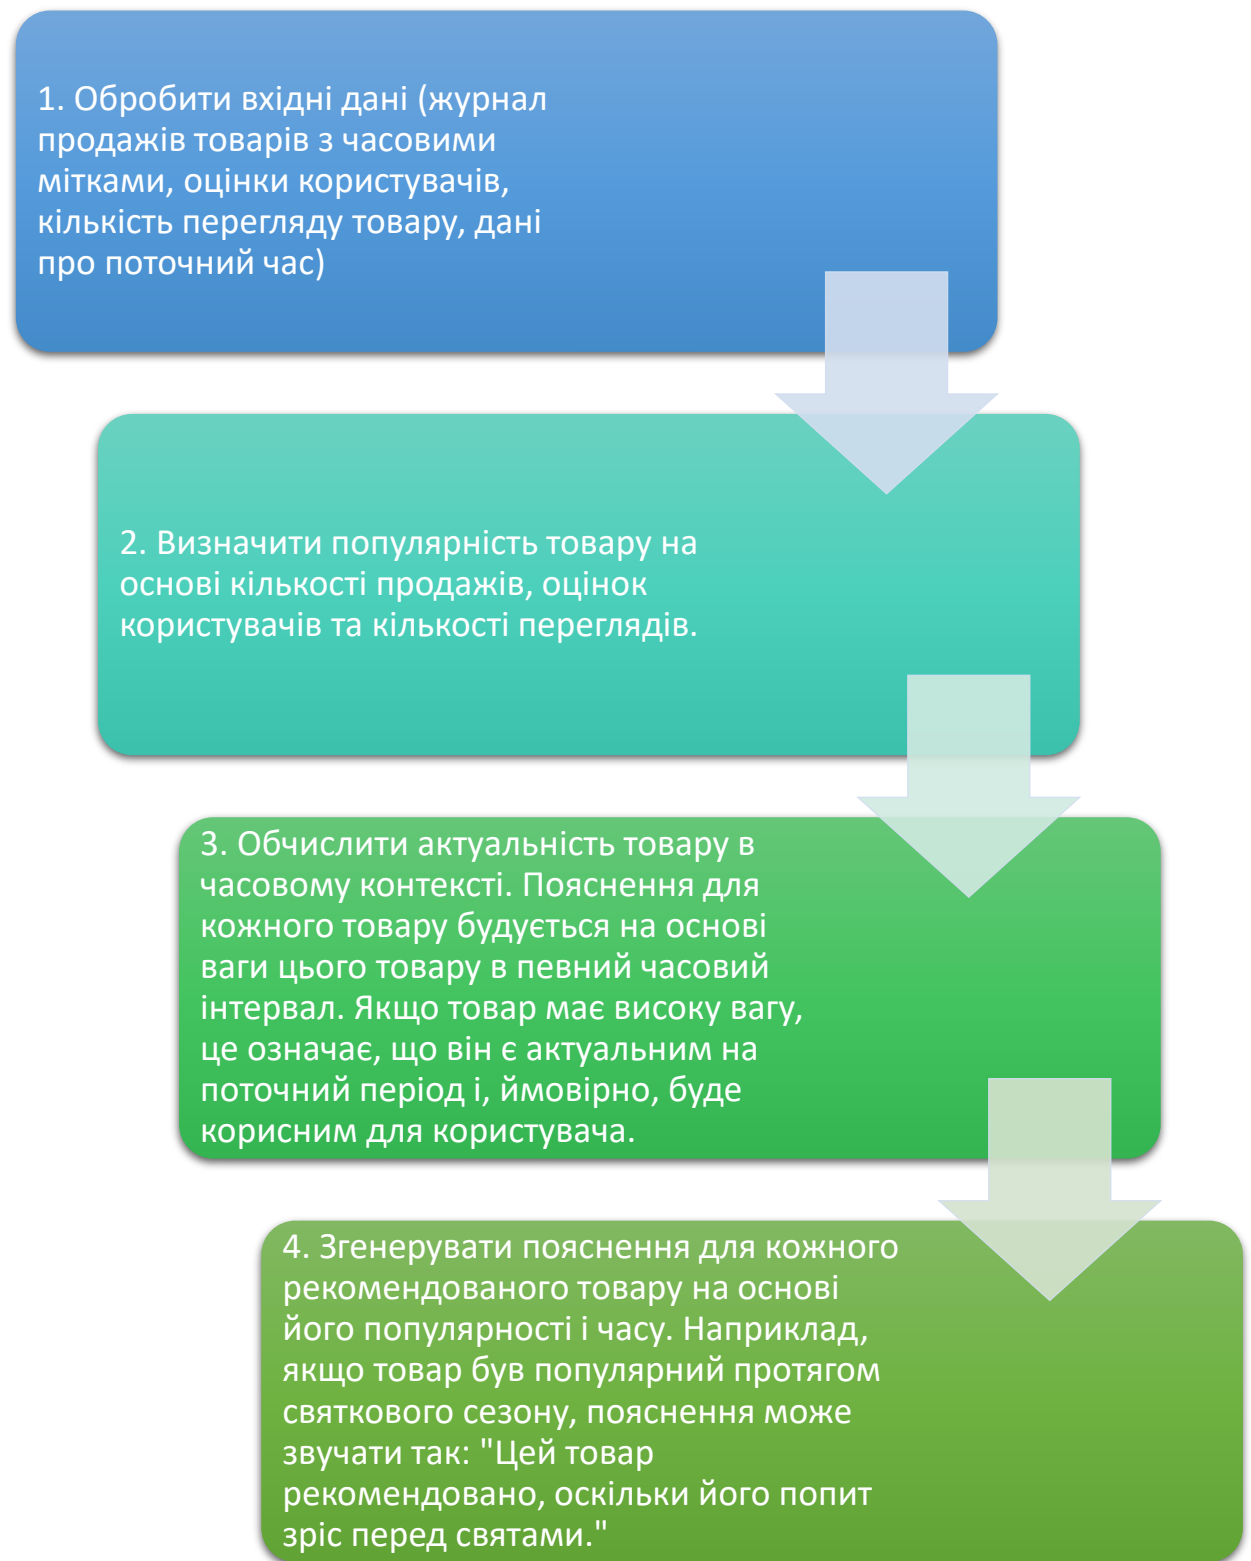 1. Обробити вхідні дані (журнал
продажів товарів з часовими
мітками, оцінки користувачів,
кількість перегляду товару, дані
про поточний час)
2. Визначити популярність товару на
основі кількості продажів, оцінок
користувачів та кількості переглядів.
3. Обчислити актуальність товару в
часовому контексті. Пояснення для
кожного товару будується на основі
ваги цього товару в певний часовий
інтервал. Якщо товар має високу вагу,
це означає, що він є актуальним на
поточний період і, ймовірно, буде
корисним для користувача.
4. Згенерувати пояснення для кожного
рекомендованого товару на основі
його популярності і часу. Наприклад,
якщо товар був популярний протягом
святкового сезону, пояснення може
звучати так: "Цей товар
рекомендовано, оскільки його попит
зріс перед святами."